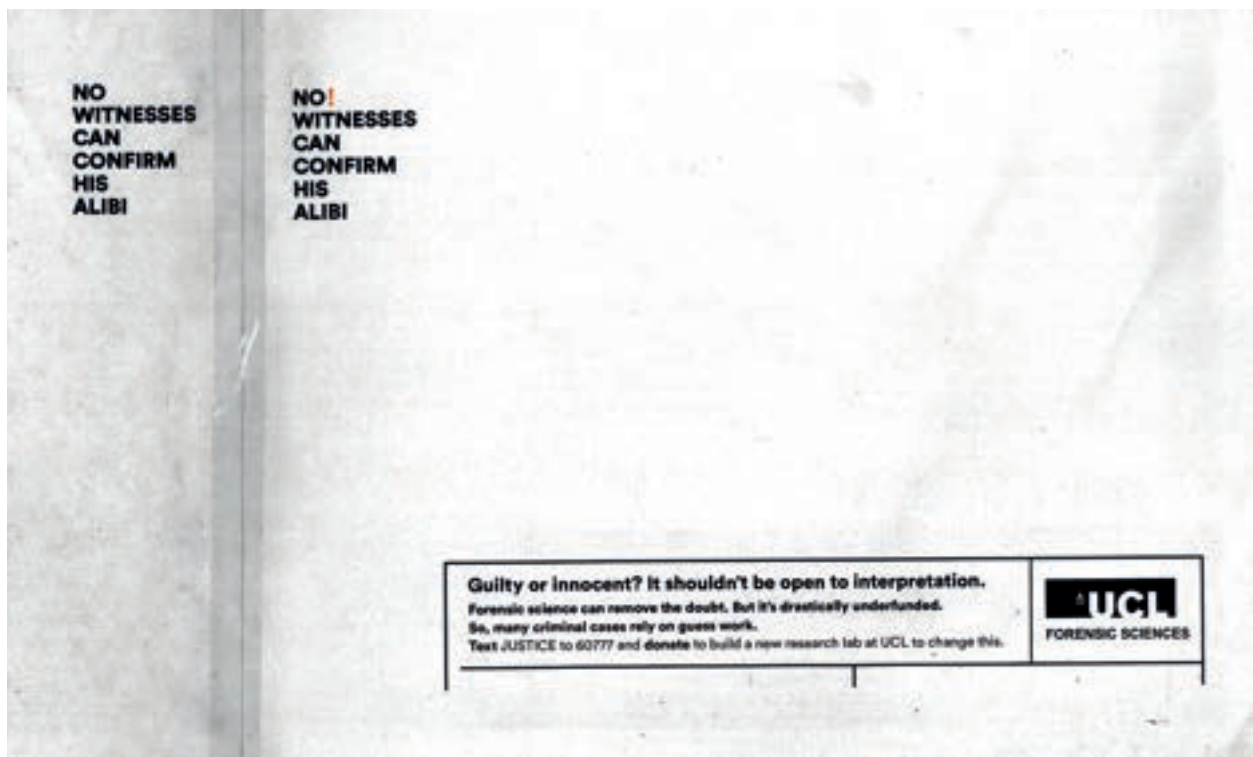 NO
WITNESSES
CAN
CONFIRM
HIS
ALIBI
NO!
WITNESSES
CAN
CONFIRM
HIS
ALIBI
Guilty or innocent? It shouldn't be open to interpretation.
Forensic science can remove the doubt. But it's drastically underfunded.
So, many criminal cases rely on guess work.
Text JUSTICE to 60777 and donate to build a new research lab at UCL to change this.
UCL
FORENSIC SCIENCES